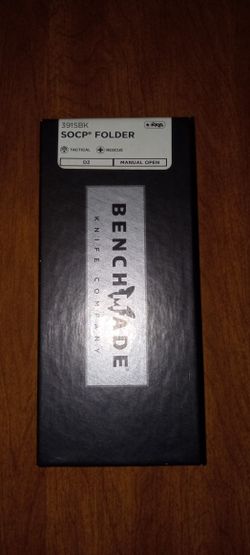 391SBK
SOCP® FOLDER
TACTICAL
RESCUE
D2
MANUAL OPEN
BENCHMADE®
KNIFE COMPANY